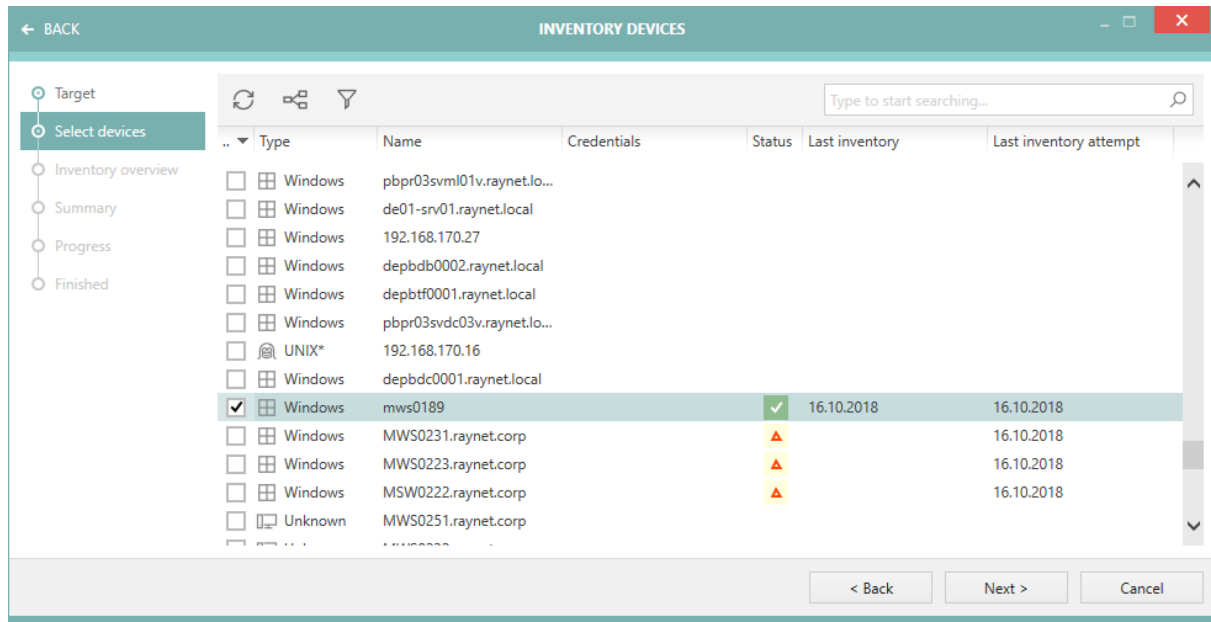 ← BACK
INVENTORY DEVICES
Target
Select devices
Inventory overview
Summary
Progress
Finished
Type to start searching...
.. Type Name Credentials Status Last inventory Last inventory attempt
Windows pbpr03svml01v.raynet.lo...
Windows de01-srv01.raynet.local
Windows 192.168.170.27
Windows depbdb0002.raynet.local
Windows depbtf0001.raynet.local
Windows pbpr03svdc03v.raynet.lo...
UNIX* 192.168.170.16
Windows depbdc0001.raynet.local
Windows mws0189 16.10.2018 16.10.2018
Windows MWS0231.raynet.corp 16.10.2018
Windows MWS0223.raynet.corp 16.10.2018
Windows MSW0222.raynet.corp 16.10.2018
Unknown MWS0251.raynet.corp
< Back Next > Cancel